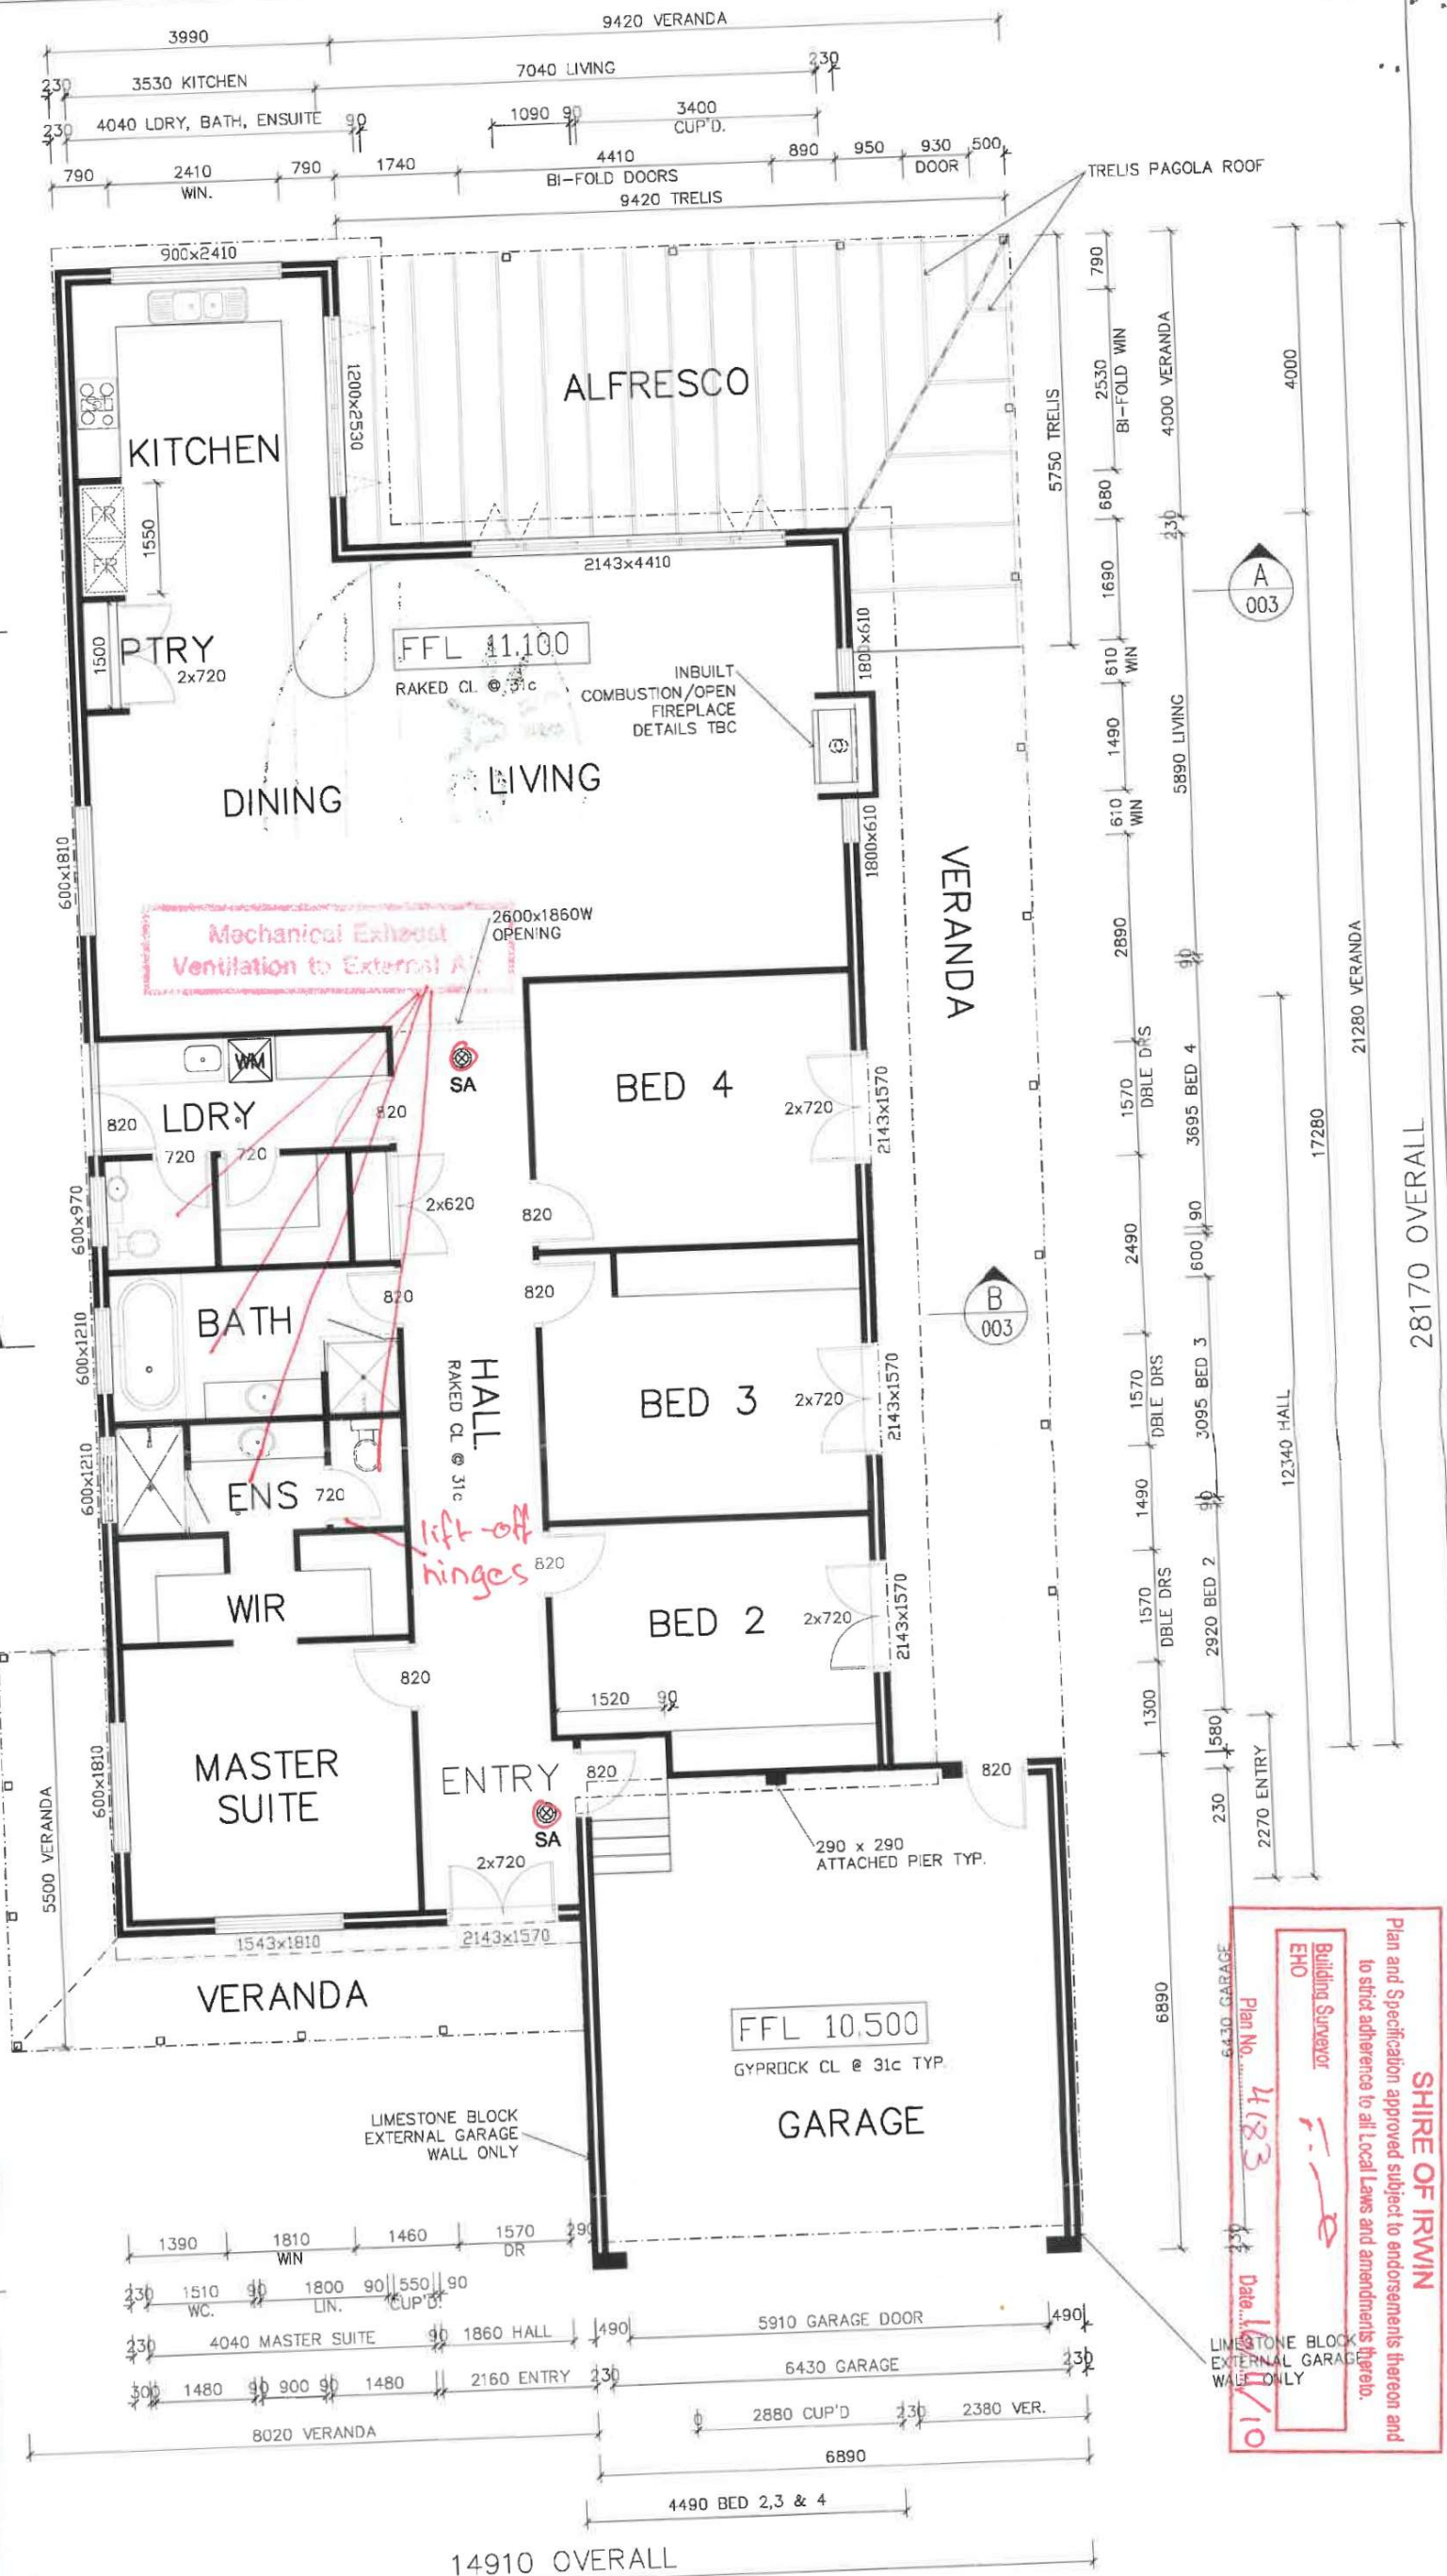 9420 VERANDA
3990
230
3530 KITCHEN
7040 LIVING
230
230
4040 LDRY, BATH, ENSUITE
90
1090
90
3400
CUP'D.
790
2410
WIN.
790
1740
4410
BI-FOLD DOORS
890
950
930
DOOR
500
9420 TRELIS
TRELIS PAGOLA ROOF
900x2410
1200x2530
ALFRESCO
KITCHEN
FR
FR
1550
1500
PTRY
2x720
2143x4410
FFL 11.100
RAKED CL @ 31c
INBUILT
COMBUSTION/OPEN
FIREPLACE
DETAILS TBC
1800x610
1800x610
DINING
LIVING
600x1810
VERANDA
Mechanical Exhaust
Ventilation to External
2600x1860W
OPENING
SA
WM
LDRY
820
820
720
720
2x620
820
BED 4
2x720
2143x1570
600x970
BATH
820
820
600x1210
HALL
RAKED CL @ 31c
BED 3
2x720
2143x1570
600x1210
ENS
720
lift-off
hinges
820
WIR
BED 2
2x720
2143x1570
820
1520
90
MASTER
SUITE
600x1810
5500 VERANDA
ENTRY
820
SA
2x720
820
290 x 290
ATTACHED PIER TYP.
1543x1810
2143x1570
VERANDA
FFL 10.500
GYPROCK CL @ 31c TYP.
GARAGE
LIMESTONE BLOCK
EXTERNAL GARAGE
WALL ONLY
5750 TRELIS
790
2530
BI-FOLD WIN
680
1690
610
WIN
1490
610
WIN
2890
1570
DBLE DRS
2490
1570
DBLE DRS
1490
1570
DBLE DRS
1300
6890
4000 VERANDA
230
5890 LIVING
90
3695 BED 4
90
600
3095 BED 3
90
2920 BED 2
580
230
6430 GARAGE
230
4000
12340 HALL
2270 ENTRY
17280
21280 VERANDA
28170 OVERALL
A
003
B
003
SHIRE OF IRWIN
Plan and Specification approved subject to endorsements thereon and
to strict adherence to all Local Laws and amendments thereto.
Building Surveyor
EHO
Plan No. 4183
Date
LIMESTONE BLOCK
EXTERNAL GARAGE
WALL ONLY
1390
1810
WIN
1460
1570
DR
290
230
1510
WC.
90
1800
LIN.
90
550
CUP'D.
90
230
4040 MASTER SUITE
90
1860 HALL
490
5910 GARAGE DOOR
490
300
1480
90
900
90
1480
2160 ENTRY
230
6430 GARAGE
230
8020 VERANDA
2880 CUP'D
230
2380 VER.
6890
4490 BED 2,3 & 4
14910 OVERALL